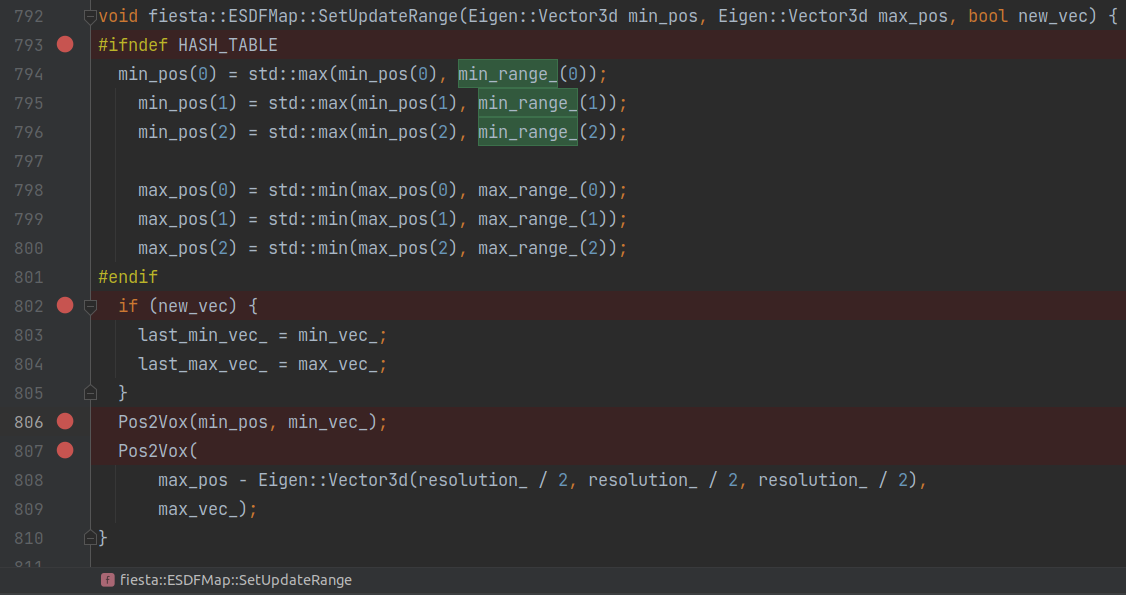 792 void fiesta::ESDFMap::SetUpdateRange(Eigen::Vector3d min_pos, Eigen::Vector3d max_pos, bool new_vec) {
793 #ifndef HASH_TABLE
794 min_pos(0) = std::max(min_pos(0), min_range_(0));
795 min_pos(1) = std::max(min_pos(1), min_range_(1));
796 min_pos(2) = std::max(min_pos(2), min_range_(2));
797
798 max_pos(0) = std::min(max_pos(0), max_range_(0));
799 max_pos(1) = std::min(max_pos(1), max_range_(1));
800 max_pos(2) = std::min(max_pos(2), max_range_(2));
801 #endif
802 if (new_vec) {
803 last_min_vec_ = min_vec_;
804 last_max_vec_ = max_vec_;
805 }
806 Pos2Vox(min_pos, min_vec_);
807 Pos2Vox(
808 max_pos - Eigen::Vector3d(resolution_ / 2, resolution_ / 2, resolution_ / 2),
809 max_vec_);
810 }
811
f fiesta::ESDFMap::SetUpdateRange